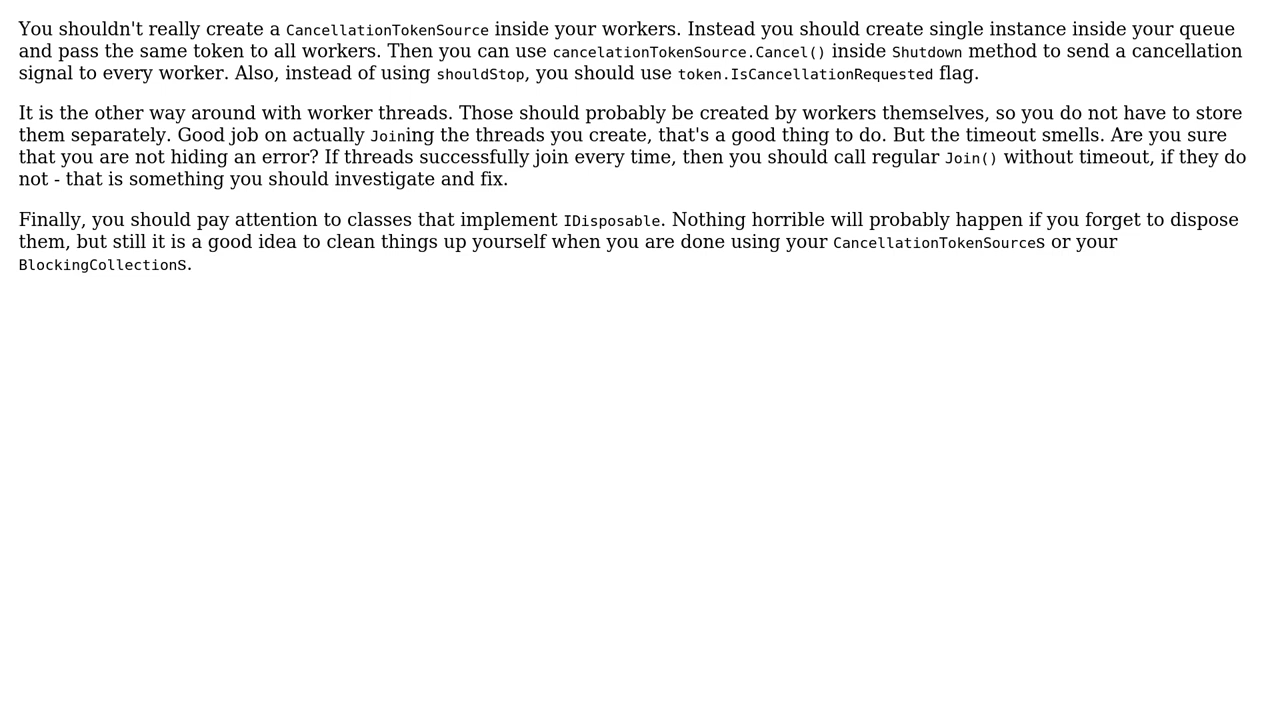 You shouldn't really create a CancellationTokenSource inside your workers. Instead you should create single instance inside your queue
and pass the same token to all workers. Then you can use cancelationTokenSource.Cancel() inside Shutdown method to send a cancellation
signal to every worker. Also, instead of using shouldStop, you should use token.IsCancellationRequested flag.
It is the other way around with worker threads. Those should probably be created by workers themselves, so you do not have to store
them separately. Good job on actually Joining the threads you create, that's a good thing to do. But the timeout smells. Are you sure
that you are not hiding an error? If threads successfully join every time, then you should call regular Join() without timeout, if they do
not - that is something you should investigate and fix.
Finally, you should pay attention to classes that implement IDisposable. Nothing horrible will probably happen if you forget to dispose
them, but still it is a good idea to clean things up yourself when you are done using your CancellationTokenSources or your
BlockingCollections.